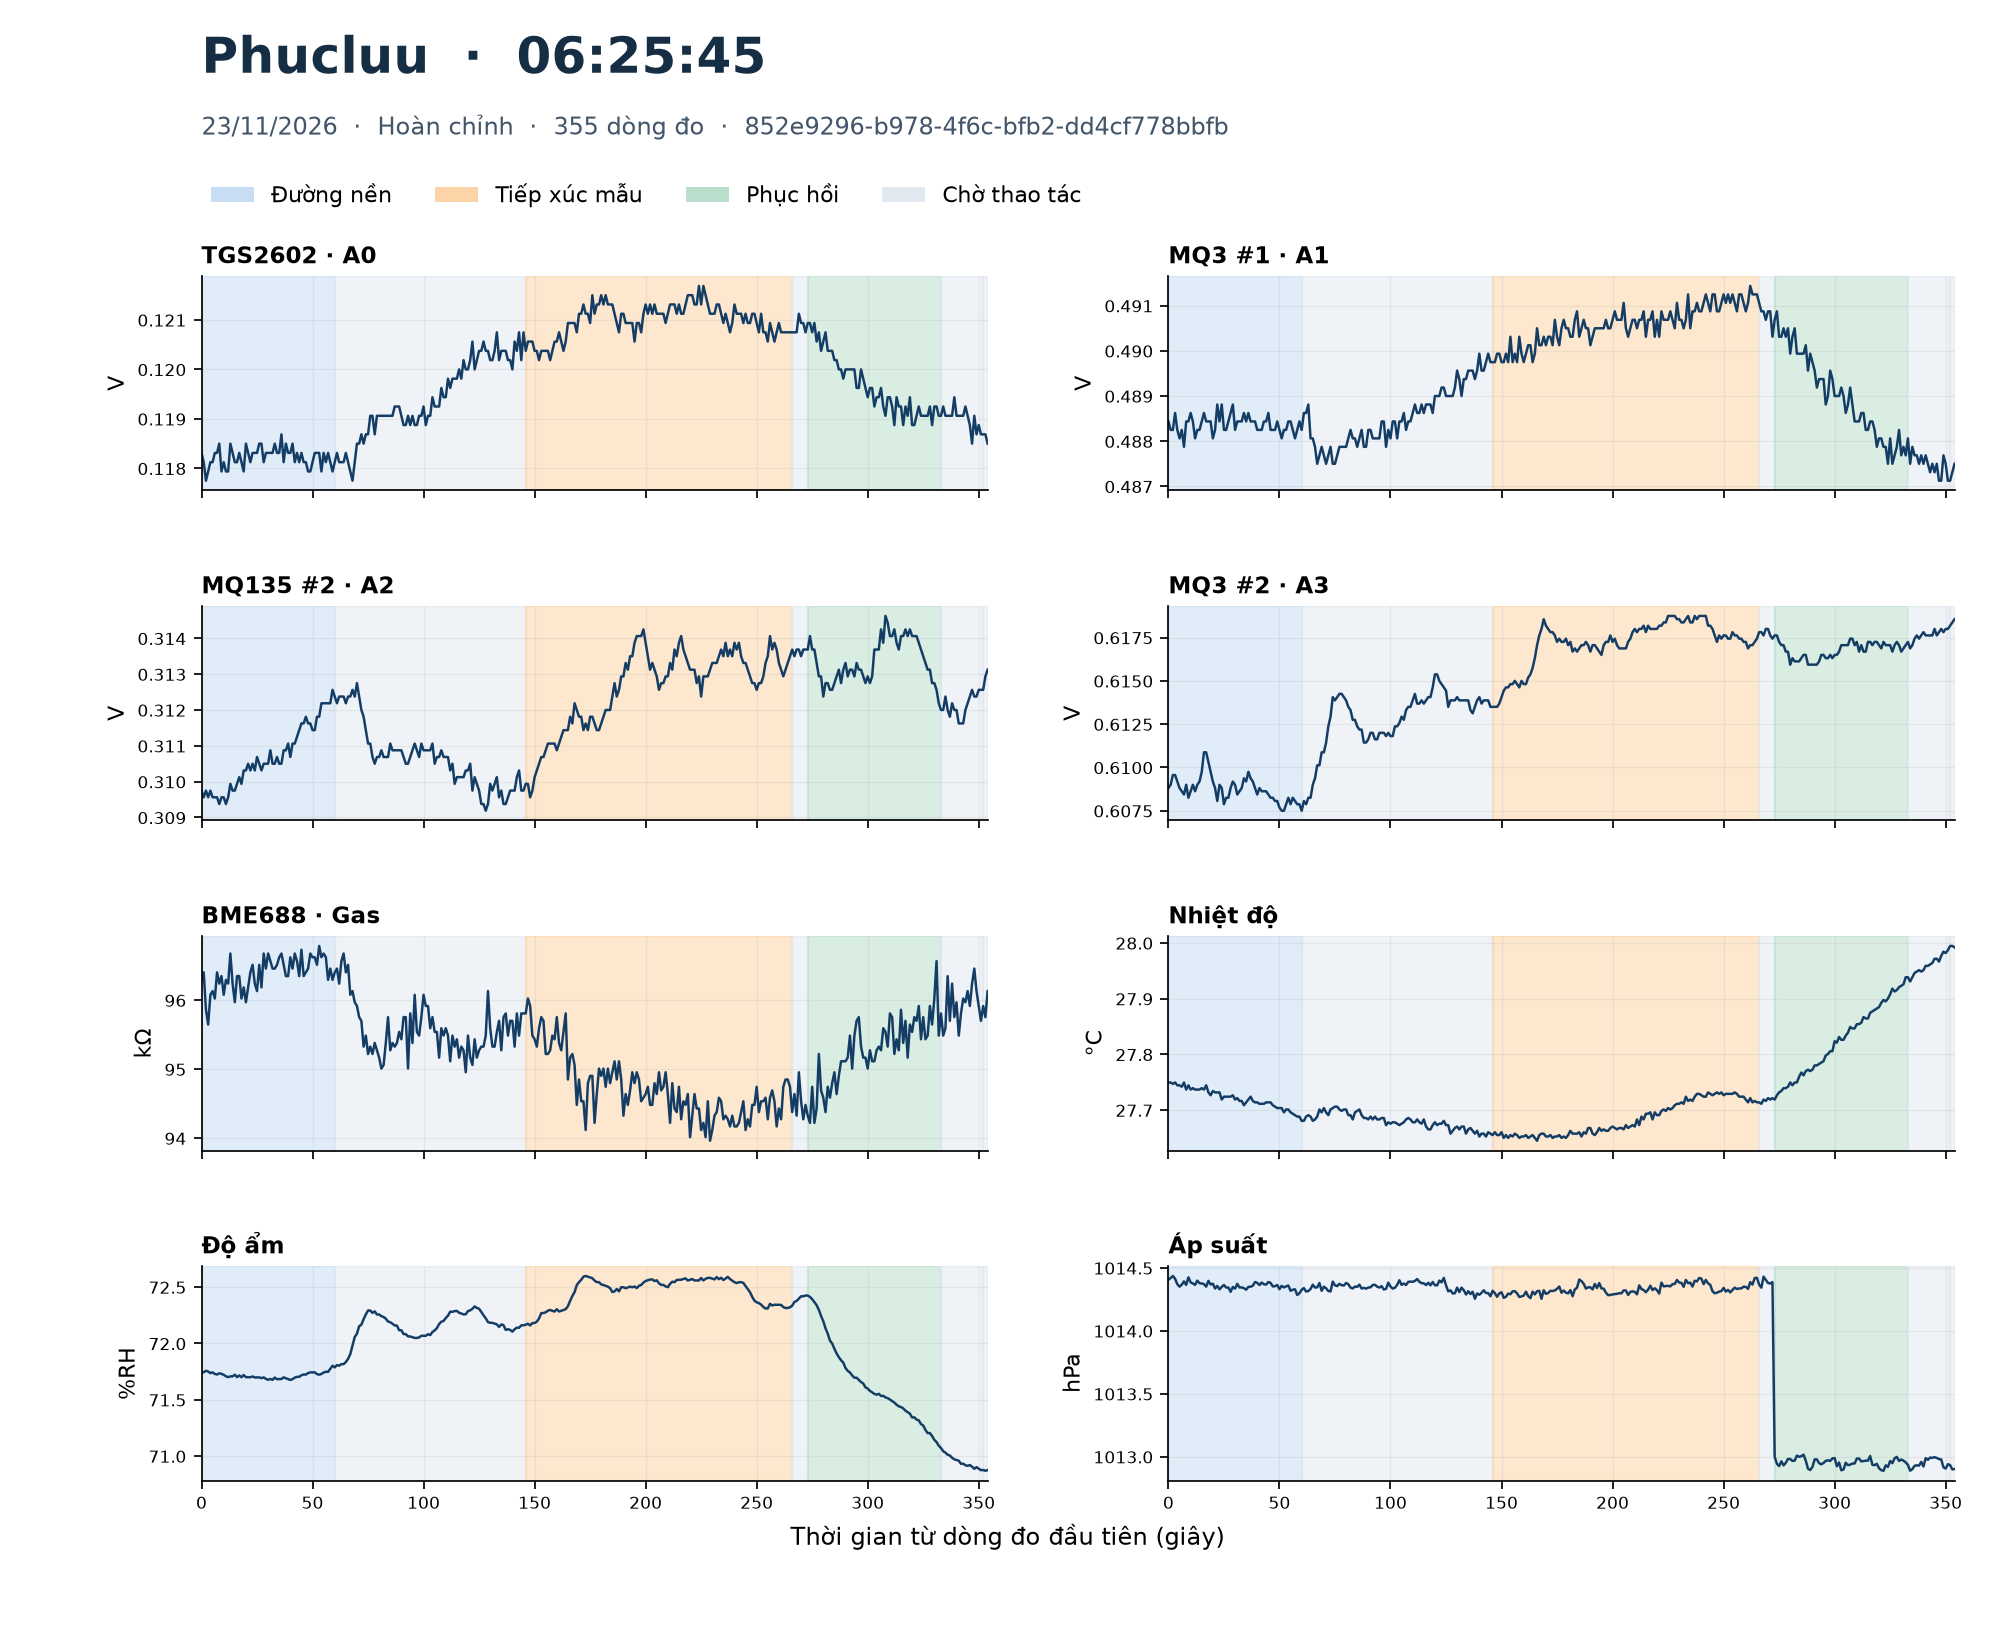 Phucluu · 06:25:45
23/11/2026 · Hoàn chỉnh · 355 dòng đo · 852e9296-b978-4f6c-bfb2-dd4cf778bbfb
Đường nền Tiếp xúc mẫu Phục hồi Chờ thao tác
TGS2602 · A0
0.121
0.120
0.119
0.118
V
MQ3 #1 · A1
0.491
0.490
0.489
0.488
0.487
V
MQ135 #2 · A2
0.314
0.313
0.312
0.311
0.310
0.309
V
MQ3 #2 · A3
0.6175
0.6150
0.6125
0.6100
0.6075
V
BME688 · Gas
96
95
94
kΩ
Nhiệt độ
28.0
27.9
27.8
27.7
°C
Độ ẩm
72.5
72.0
71.5
71.0
%RH
0 50 100 150 200 250 300 350
Áp suất
1014.5
1014.0
1013.5
1013.0
hPa
0 50 100 150 200 250 300 350
Thời gian từ dòng đo đầu tiên (giây)